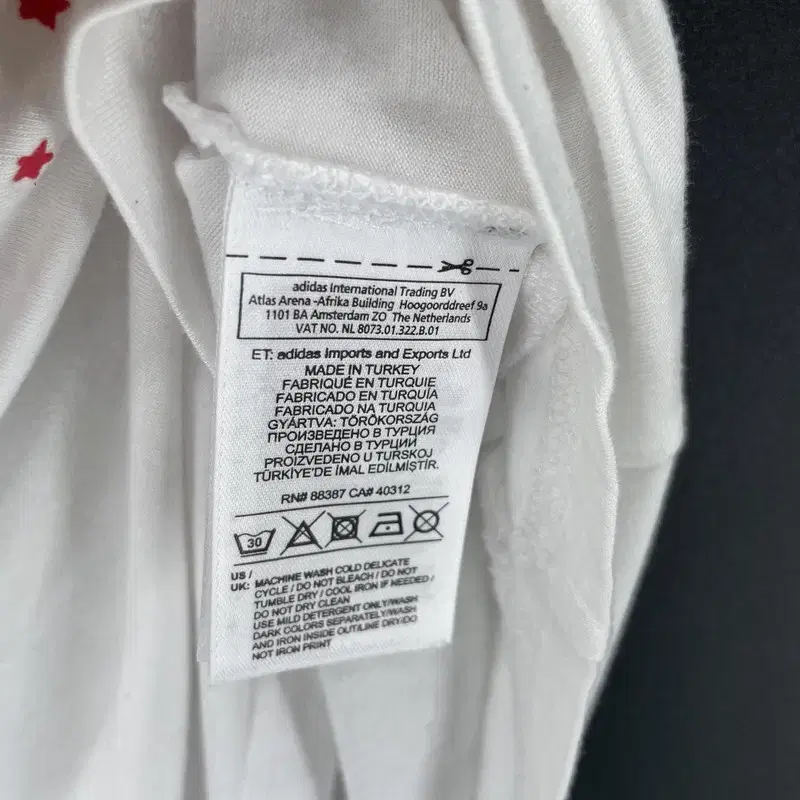 adidas International Trading BV
Atlas Arena -Afrika Building Hoogoorddreef 9a
1101 BA Amsterdam ZO The Netherlands
VAT NO. NL 8073.01.322.B.01
ET: adidas Imports and Exports Ltd
MADE IN TURKEY
FABRIQUÉ EN TURQUIE
FABRICADO EN TURQUÍA
FABRICADO NA TURQUIA
GYÁRTVA: TÖRÖKORSZÁG
ПРОИЗВЕДЕНО В ТУРЦИЯ
СДЕЛАНО В ТУРЦИИ
PROIZVEDENO U TURSKOJ
TÜRKİYE'DE İMAL EDİLMİŞTİR.
RN# 88387 CA# 40312
30
US /
UK: MACHINE WASH COLD DELICATE
CYCLE / DO NOT BLEACH / DO NOT
TUMBLE DRY / COOL IRON IF NEEDED /
DO NOT DRY CLEAN
USE MILD DETERGENT ONLY/WASH
DARK COLORS SEPARATELY/WASH
AND IRON INSIDE OUT/LINE DRY/DO
NOT IRON PRINT